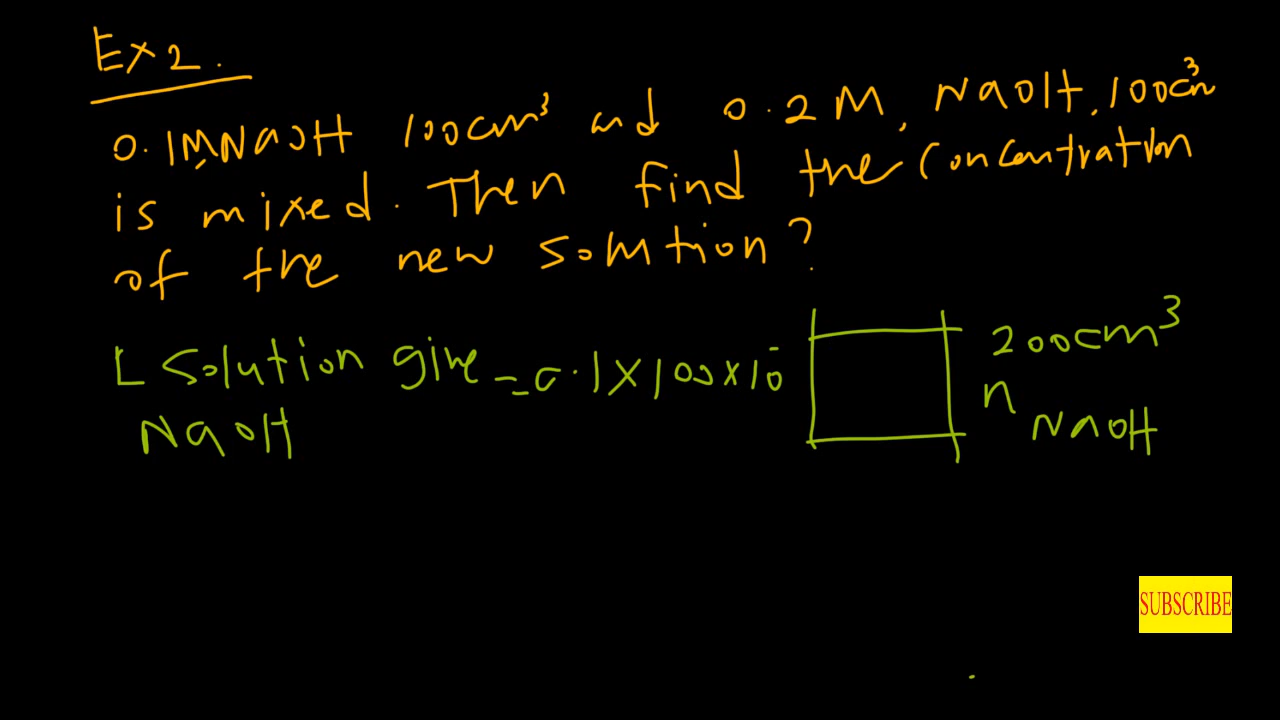 Ex 2.
0.1M NaOH 100cm³ and 0.2M, NaOH, 100cm³
is mixed. Then find the concentration
of the new solution?
L solution give = 0.1 X 100 x 10⁻
NaOH
200cm³
n NaOH
SUBSCRIBE